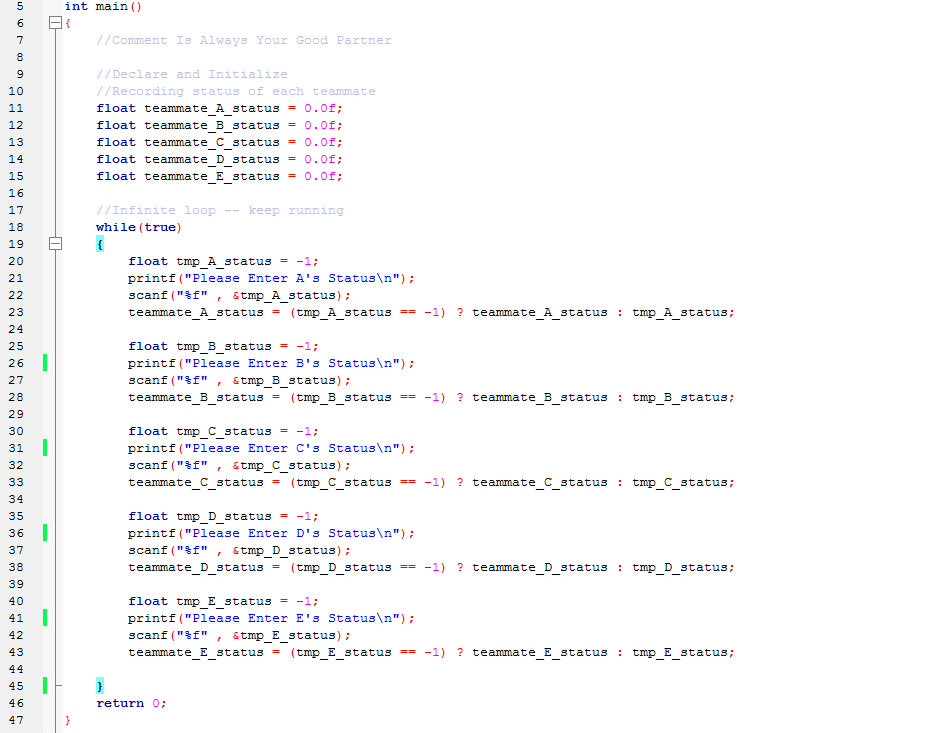 5 int main()
6 {
7 //Comment Is Always Your Good Partner
8
9 //Declare and Initialize
10 //Recording status of each teammate
11 float teammate_A_status = 0.0f;
12 float teammate_B_status = 0.0f;
13 float teammate_C_status = 0.0f;
14 float teammate_D_status = 0.0f;
15 float teammate_E_status = 0.0f;
16
17 //Infinite loop -- keep running
18 while(true)
19 {
20 float tmp_A_status = -1;
21 printf("Please Enter A's Status\n");
22 scanf("%f" , &tmp_A_status);
23 teammate_A_status = (tmp_A_status == -1) ? teammate_A_status : tmp_A_status;
24
25 float tmp_B_status = -1;
26 printf("Please Enter B's Status\n");
27 scanf("%f" , &tmp_B_status);
28 teammate_B_status = (tmp_B_status == -1) ? teammate_B_status : tmp_B_status;
29
30 float tmp_C_status = -1;
31 printf("Please Enter C's Status\n");
32 scanf("%f" , &tmp_C_status);
33 teammate_C_status = (tmp_C_status == -1) ? teammate_C_status : tmp_C_status;
34
35 float tmp_D_status = -1;
36 printf("Please Enter D's Status\n");
37 scanf("%f" , &tmp_D_status);
38 teammate_D_status = (tmp_D_status == -1) ? teammate_D_status : tmp_D_status;
39
40 float tmp_E_status = -1;
41 printf("Please Enter E's Status\n");
42 scanf("%f" , &tmp_E_status);
43 teammate_E_status = (tmp_E_status == -1) ? teammate_E_status : tmp_E_status;
44
45 }
46 return 0;
47 }